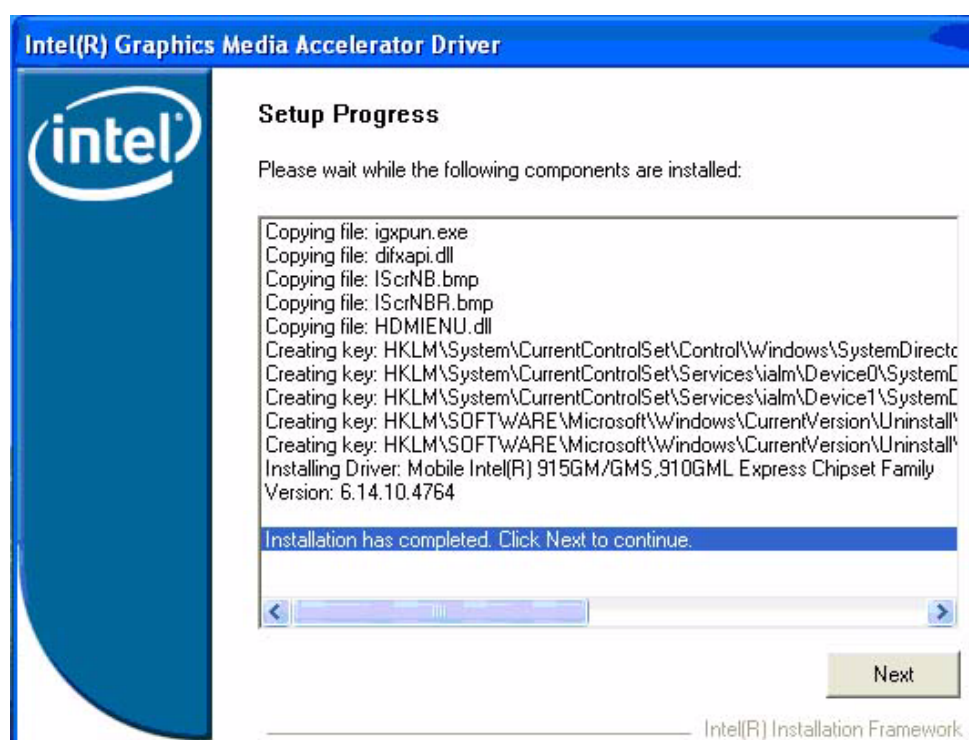 Intel(R) Graphics Media Accelerator Driver
intel
Setup Progress
Please wait while the following components are installed:
Copying file: igxpun.exe
Copying file: difxapi.dll
Copying file: IScrNB.bmp
Copying file: IScrNBR.bmp
Copying file: HDMIENU.dll
Creating key: HKLM\System\CurrentControlSet\Control\Windows\SystemDirecto
Creating key: HKLM\System\CurrentControlSet\Services\ialm\Device0\SystemD
Creating key: HKLM\System\CurrentControlSet\Services\ialm\Device1\SystemD
Creating key: HKLM\SOFTWARE\Microsoft\Windows\CurrentVersion\Uninstall\
Creating key: HKLM\SOFTWARE\Microsoft\Windows\CurrentVersion\Uninstall\
Installing Driver: Mobile Intel(R) 915GM/GMS,910GML Express Chipset Family
Version: 6.14.10.4764
Installation has completed. Click Next to continue.
Next
Intel(R) Installation Framework